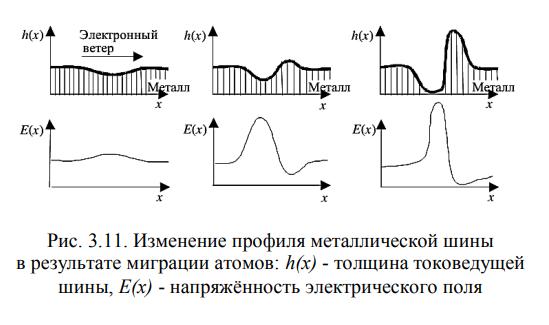 h(x) Электронный ветер Металл x
h(x) Металл x
h(x) Металл x
E(x) x
E(x) x
E(x) x
Рис. 3.11. Изменение профиля металлической шины
в результате миграции атомов: h(x) - толщина токоведущей
шины, E(x) - напряжённость электрического поля